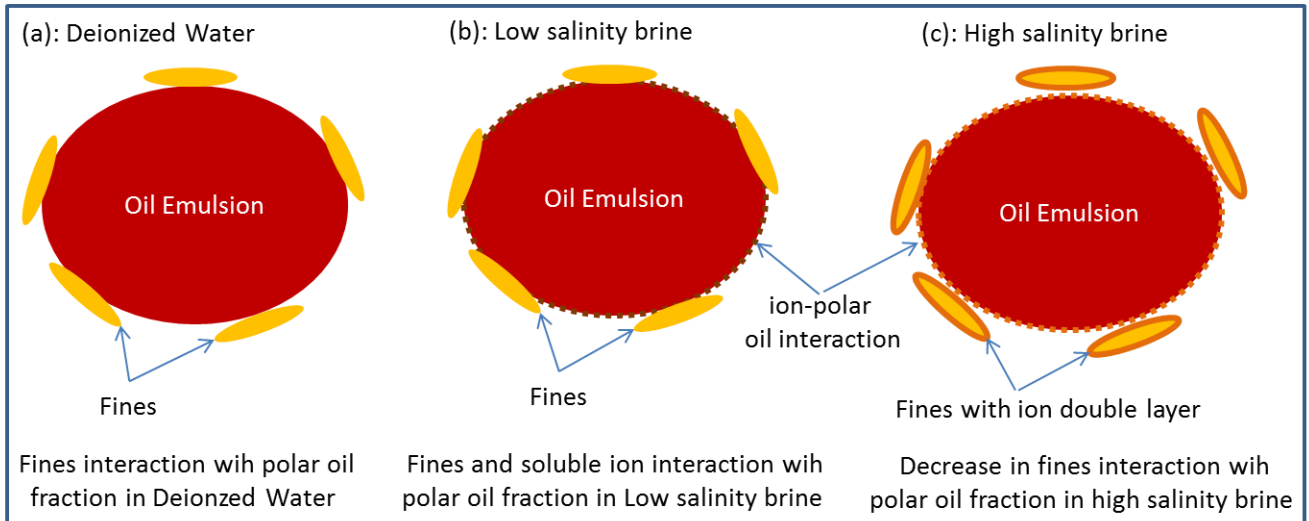 (a): Deionized Water
Oil Emulsion
Fines
Fines interaction wih polar oil
fraction in Deionzed Water
(b): Low salinity brine
Oil Emulsion
ion-polar
oil interaction
Fines
Fines and soluble ion interaction wih
polar oil fraction in Low salinity brine
(c): High salinity brine
Oil Emulsion
Fines with ion double layer
Decrease in fines interaction wih
polar oil fraction in high salinity brine